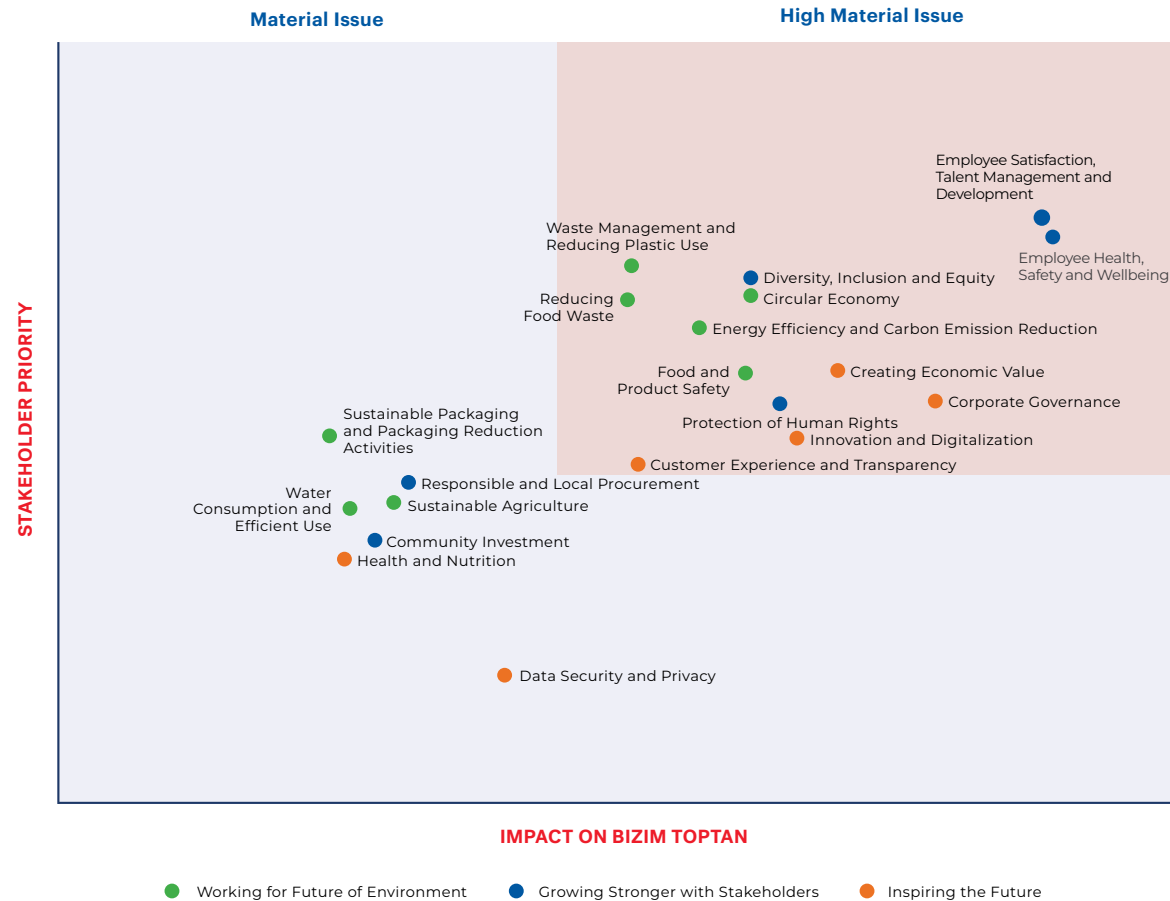 Material Issue
High Material Issue
Employee Satisfaction,
Talent Management and
Development
Waste Management and
Reducing Plastic Use
Employee Health,
Safety and Wellbeing
Diversity, Inclusion and Equity
Reducing
Food Waste
Circular Economy
Energy Efficiency and Carbon Emission Reduction
Food and
Product Safety
Creating Economic Value
Corporate Governance
Protection of Human Rights
Innovation and Digitalization
Sustainable Packaging
and Packaging Reduction
Activities
Customer Experience and Transparency
Responsible and Local Procurement
Water
Consumption and
Efficient Use
Sustainable Agriculture
Community Investment
Health and Nutrition
Data Security and Privacy
STAKEHOLDER PRIORITY
IMPACT ON BIZIM TOPTAN
Working for Future of Environment
Growing Stronger with Stakeholders
Inspiring the Future